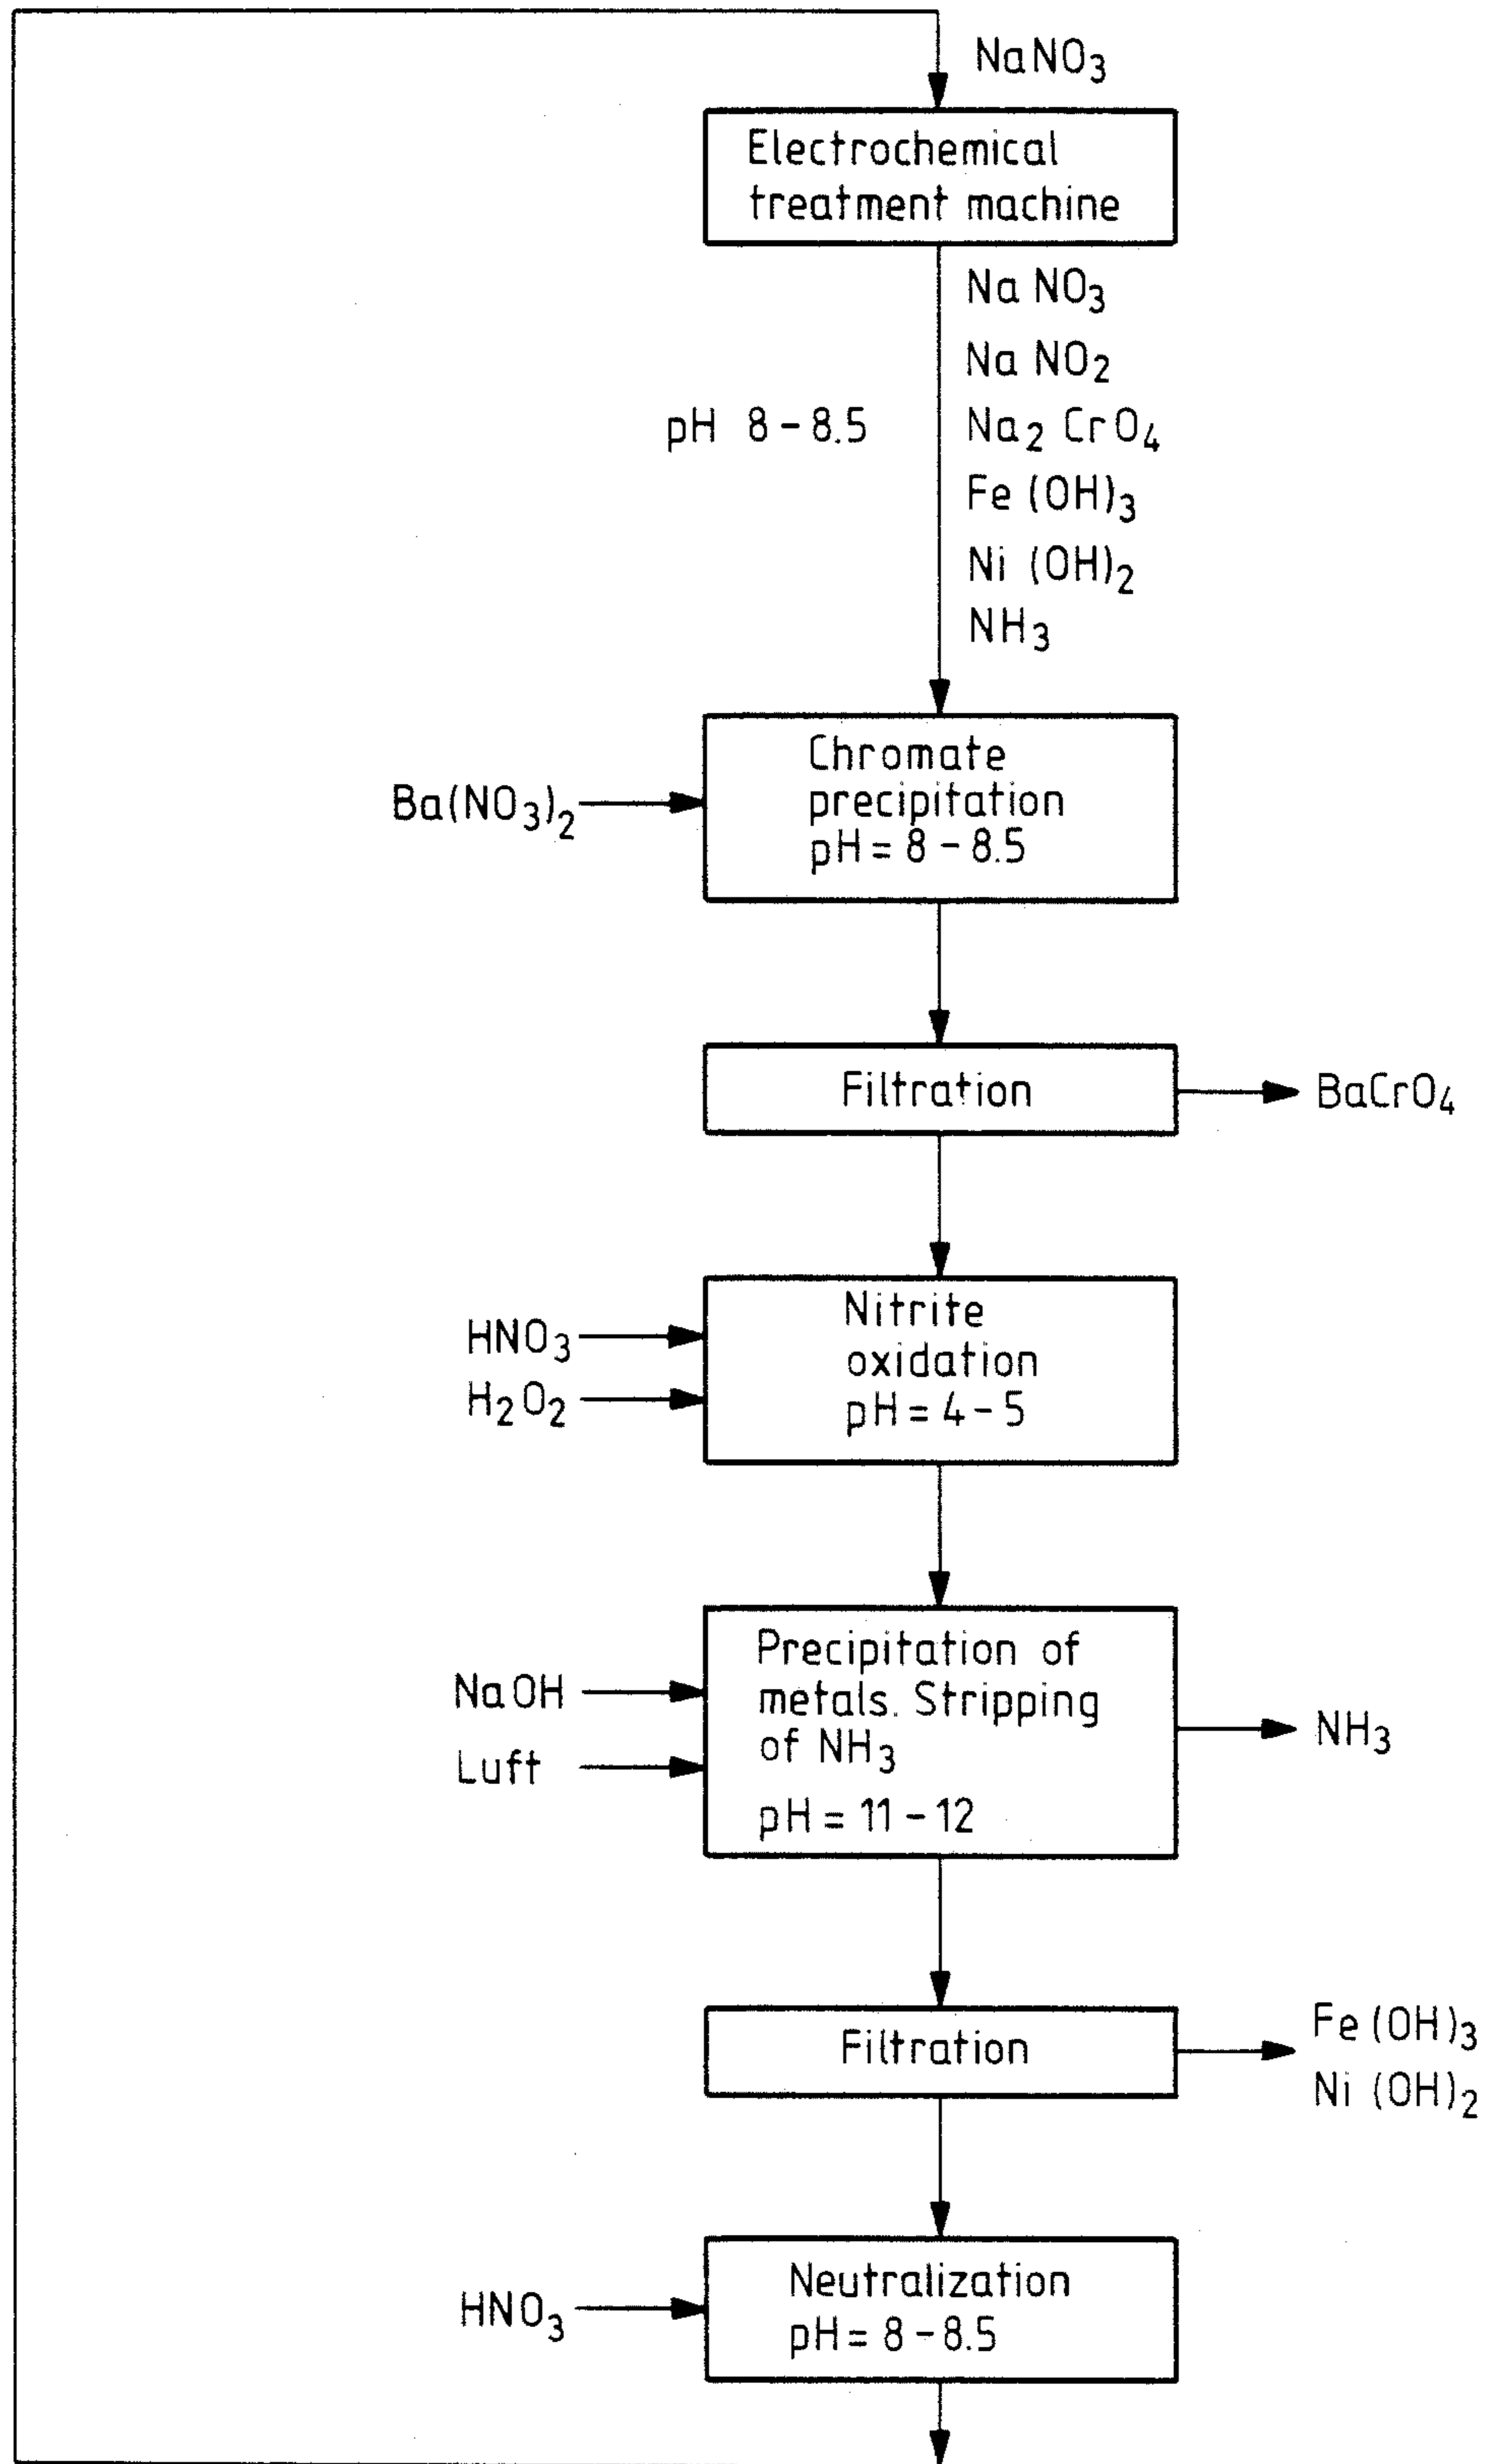 NaNO₃
Electrochemical
treatment machine
Na NO₃
Na NO₂
pH 8 – 8.5
Na₂ CrO₄
Fe (OH)₃
Ni (OH)₂
NH₃
Ba(NO₃)₂
Chromate
precipitation
pH = 8 – 8.5
Filtration
BaCrO₄
HNO₃
H₂O₂
Nitrite
oxidation
pH = 4 – 5
NaOH
Luft
Precipitation of
metals. Stripping
of NH₃
pH = 11 – 12
NH₃
Filtration
Fe (OH)₃
Ni (OH)₂
HNO₃
Neutralization
pH = 8 – 8.5